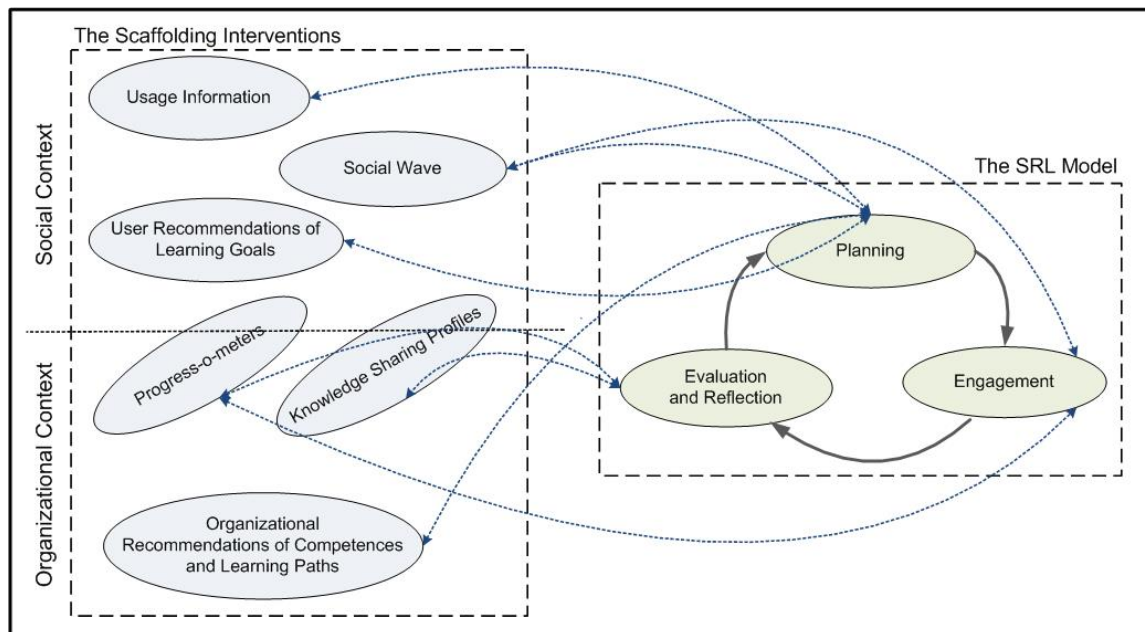 The Scaffolding Interventions
Social Context
Usage Information
Social Wave
User Recommendations of
Learning Goals
Organizational Context
Progress-o-meters
Knowledge Sharing Profiles
Organizational
Recommendations of Competences
and Learning Paths
The SRL Model
Planning
Evaluation
and Reflection
Engagement